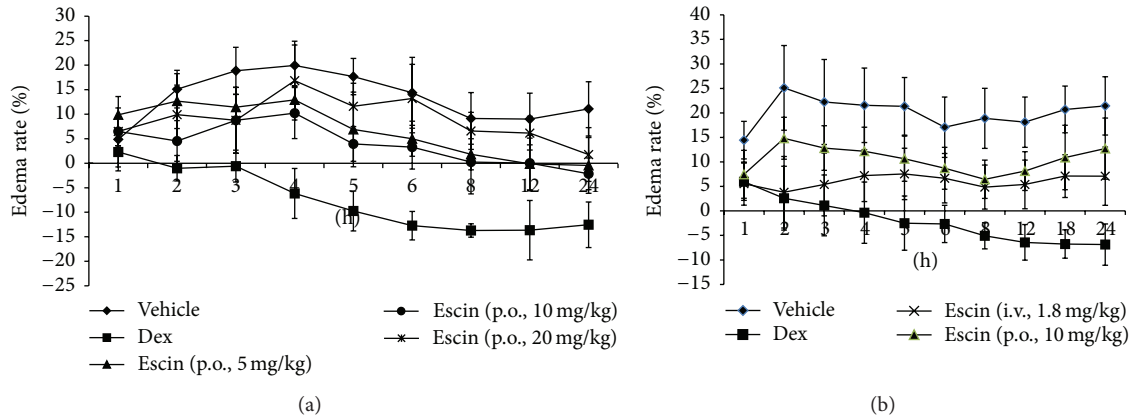 30
25
20
15
10
5
0
−5
−10
−15
−20
−25
Edema rate (%)
1 2 3 4 5 6 8 12 24
(h)
Vehicle
Dex
Escin (p.o., 5 mg/kg)
Escin (p.o., 10 mg/kg)
Escin (p.o., 20 mg/kg)
(a)
40
35
30
25
20
15
10
5
0
−5
−10
−15
Edema rate (%)
1 2 3 4 5 6 8 12 18 24
(h)
Vehicle
Dex
Escin (i.v., 1.8 mg/kg)
Escin (p.o., 10 mg/kg)
(b)